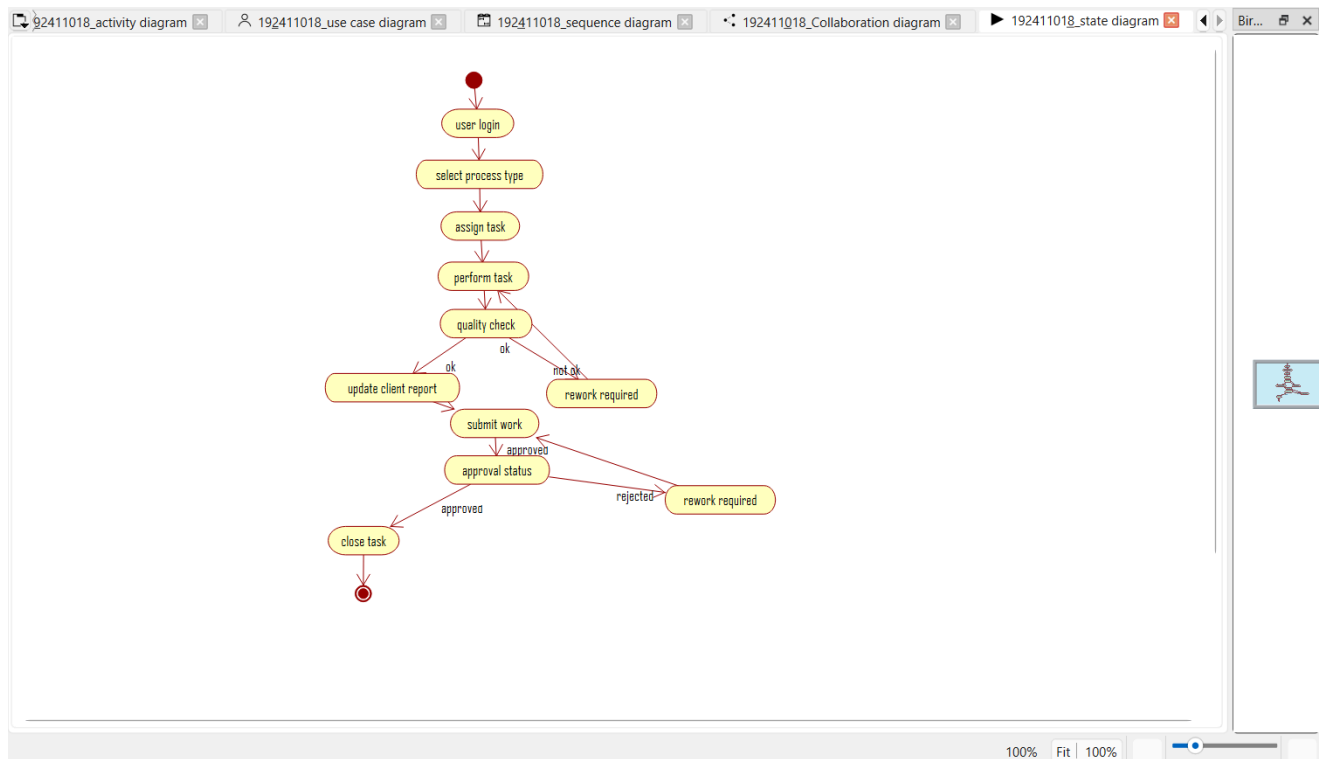 92411018_activity diagram
192411018_use case diagram
192411018_sequence diagram
192411018_Collaboration diagram
192411018_state diagram
Bir...
user login
select process type
assign task
perform task
quality check
ok
ok
not ok
update client report
rework required
submit work
approved
approval status
rejected
rework required
approved
close task
100%
Fit
100%